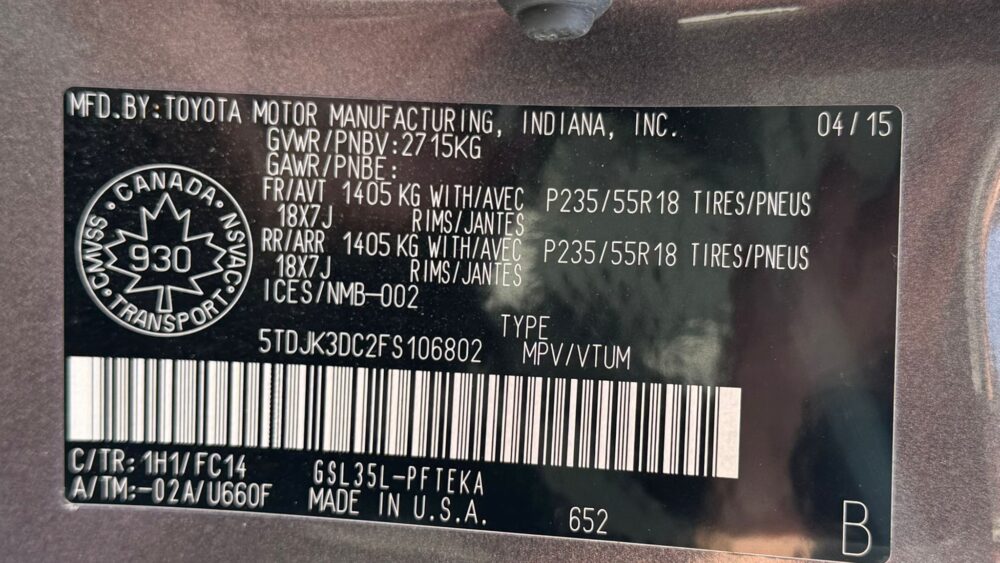 MFD.BY:TOYOTA MOTOR MANUFACTURING, INDIANA, INC. 04/15
GVWR/PNBV:2715KG
GAWR/PNBE:
FR/AVT 1405 KG WITH/AVEC P235/55R18 TIRES/PNEUS
18X7J RIMS/JANTES
RR/ARR 1405 KG WITH/AVEC P235/55R18 TIRES/PNEUS
18X7J RIMS/JANTES
ICES/NMB-002
CANADA
CMVSS • NSVAC
930
TRANSPORT
TYPE
5TDJK3DC2FS106802 MPV/VTUM
C/TR: 1H1/FC14 GSL35L-PFTEKA
A/TM:-02A/U660F MADE IN U.S.A. 652 B